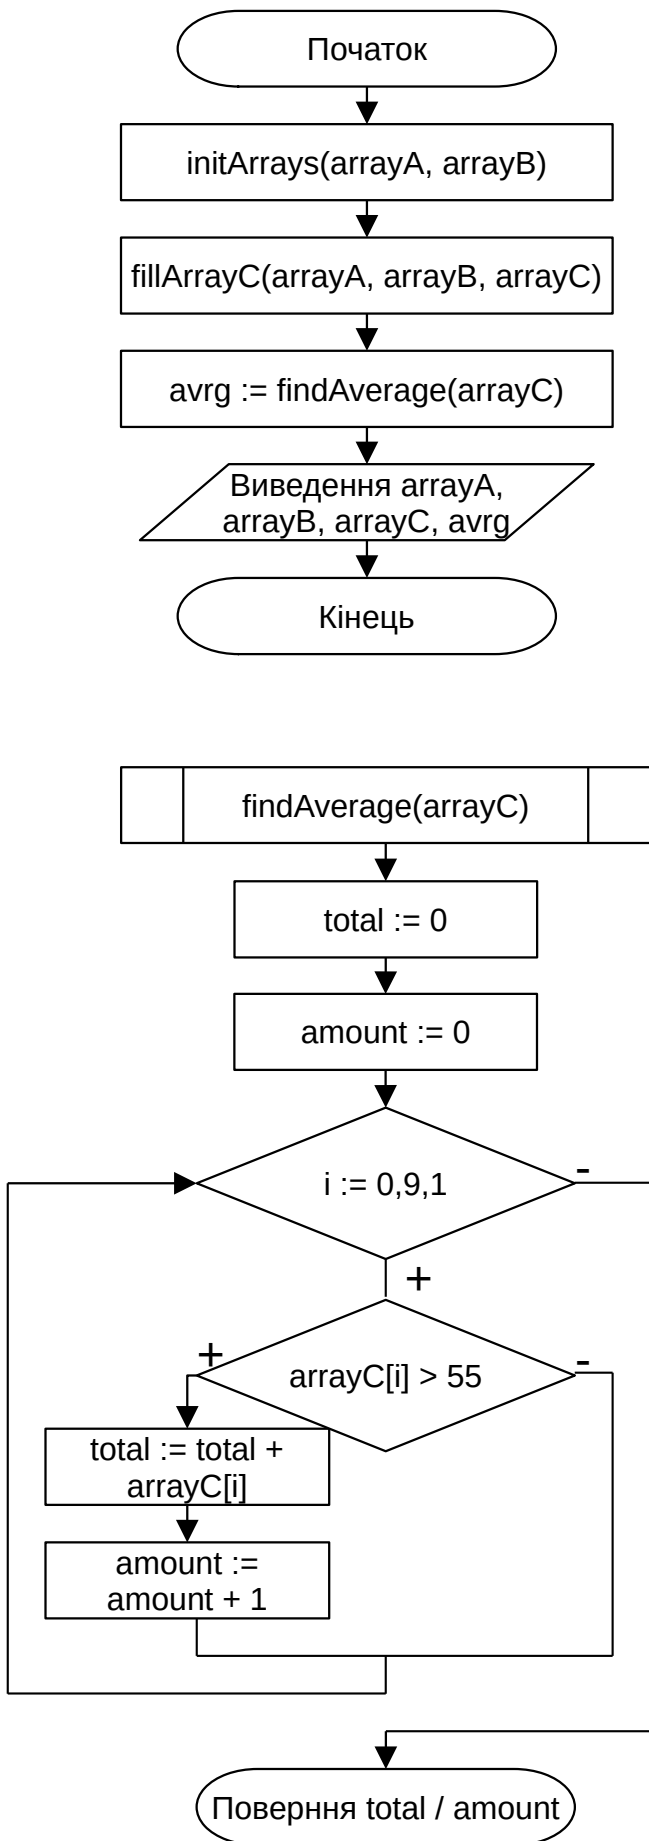 Початок
initArrays(arrayA, arrayB)
fillArrayC(arrayA, arrayB, arrayC)
avrg := findAverage(arrayC)
Виведення arrayA,
arrayB, arrayC, avrg
Кінець
findAverage(arrayC)
total := 0
amount := 0
i := 0,9,1
-
+
arrayC[i] > 55
+
-
total := total +
arrayC[i]
amount :=
amount + 1
Поверння total / amount